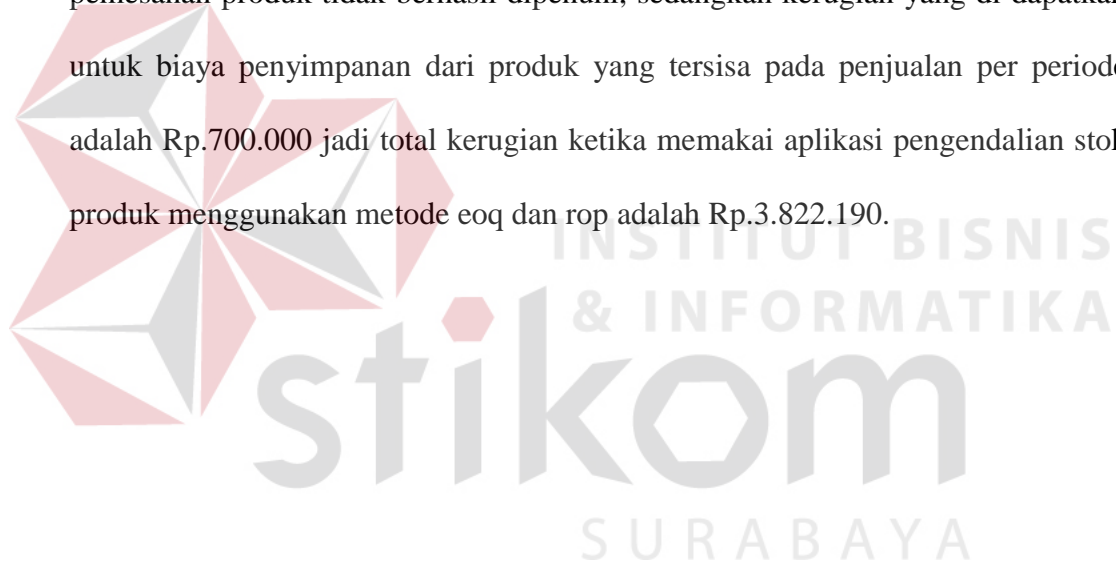 pemesanan produk tidak berhasil dipenuhi, sedangkan kerugian yang di dapatkan
untuk biaya penyimpanan dari produk yang tersisa pada penjualan per periode
adalah Rp.700.000 jadi total kerugian ketika memakai aplikasi pengendalian stok
produk menggunakan metode eoq dan rop adalah Rp.3.822.190.
INSTITUT BISNIS
& INFORMATIKA
stikom
SURABAYA